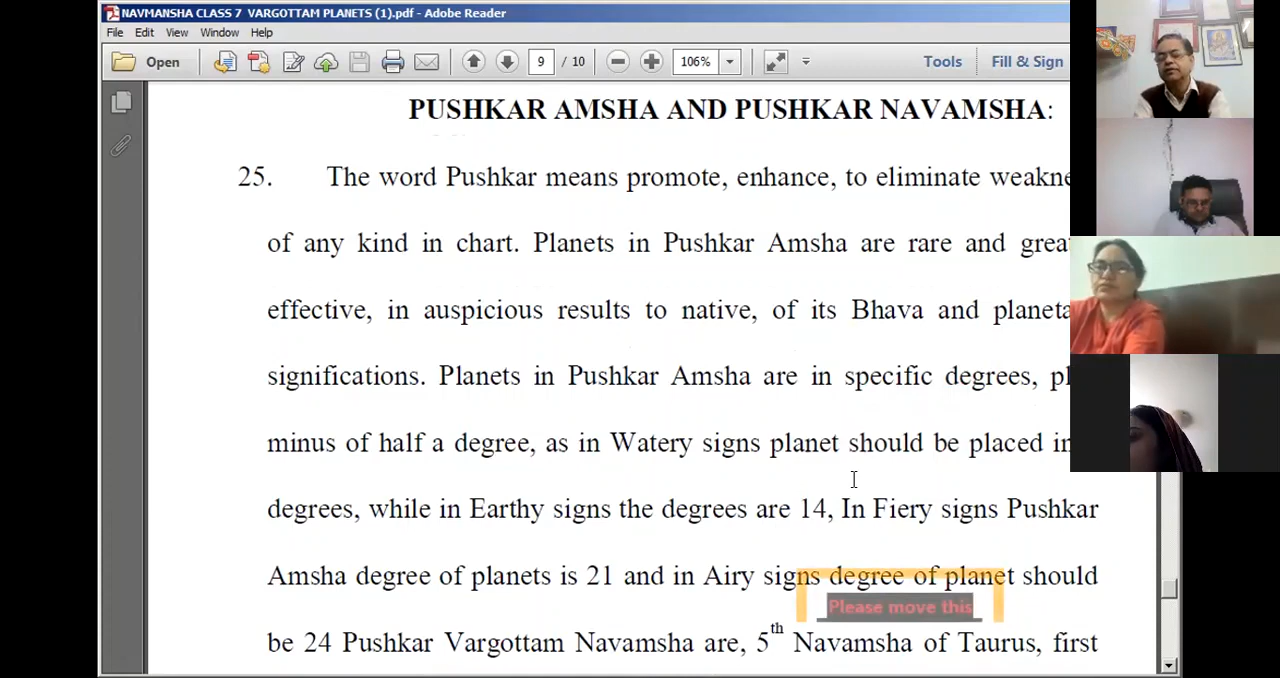 NAVMANSHA CLASS 7 VARGOTTAM PLANETS (1).pdf - Adobe Reader
File Edit View Window Help
Open 9 / 10 106% Tools Fill & Sign
PUSHKAR AMSHA AND PUSHKAR NAVAMSHA:
25. The word Pushkar means promote, enhance, to eliminate
of any kind in chart. Planets in Pushkar Amsha are rare and
effective, in auspicious results to native, of its Bhava and
significations. Planets in Pushkar Amsha are in specific degrees,
minus of half a degree, as in Watery signs planet should be placed
degrees, while in Earthy signs the degrees are 14, In Fiery signs Pushkar
Amsha degree of planets is 21 and in Airy signs degree of planet should
Please move this
be 24 Pushkar Vargottam Navamsha are, 5th Navamsha of Taurus, first